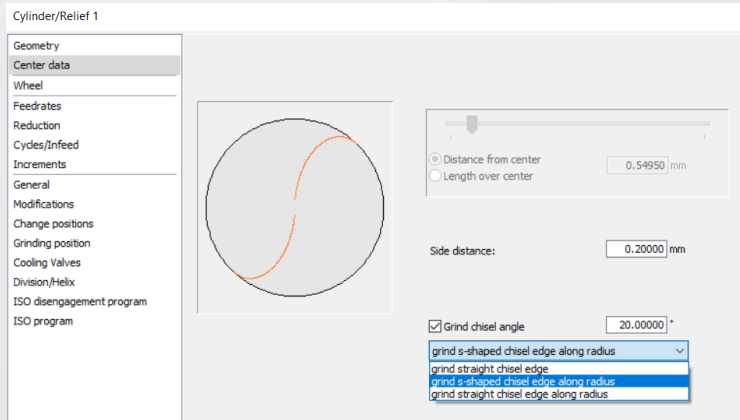 Cylinder/Relief 1
Geometry
Center data
Wheel
Feedrates
Reduction
Cycles/Infeed
Increments
General
Modifications
Change positions
Grinding position
Cooling Valves
Division/Helix
ISO disengagement program
ISO program
Distance from center
Length over center
0.54950 mm
Side distance:
0.20000 mm
Grind chisel angle
20.00000 °
grind s-shaped chisel edge along radius
grind straight chisel edge
grind s-shaped chisel edge along radius
grind straight chisel edge along radius